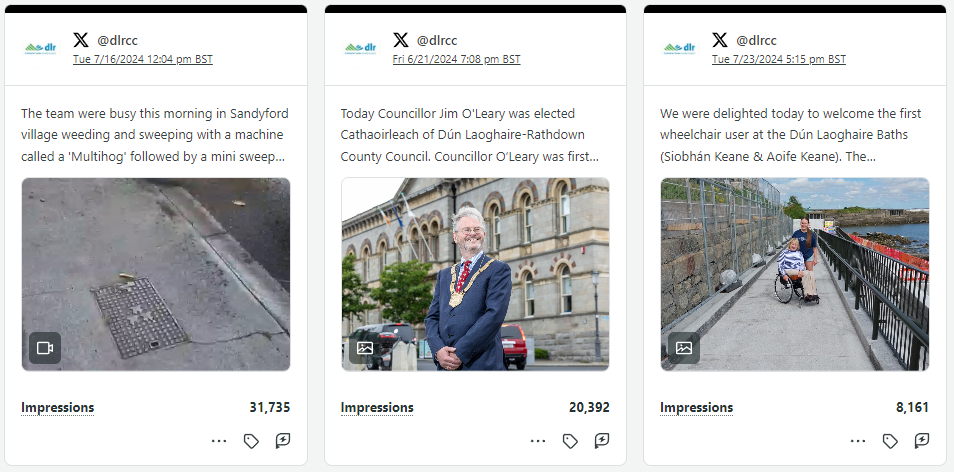 dlr
@dlrcc
Tue 7/16/2024 12:04 pm BST
The team were busy this morning in Sandyford
village weeding and sweeping with a machine
called a 'Multihog' followed by a mini sweep...
Impressions
31,735
dlr
@dlrcc
Fri 6/21/2024 7:08 pm BST
Today Councillor Jim O'Leary was elected
Cathaoirleach of Dún Laoghaire-Rathdown
County Council. Councillor O’Leary was first...
Impressions
20,392
dlr
@dlrcc
Tue 7/23/2024 5:15 pm BST
We were delighted today to welcome the first
wheelchair user at the Dún Laoghaire Baths
(Siobhán Keane & Aoife Keane). The...
Impressions
8,161